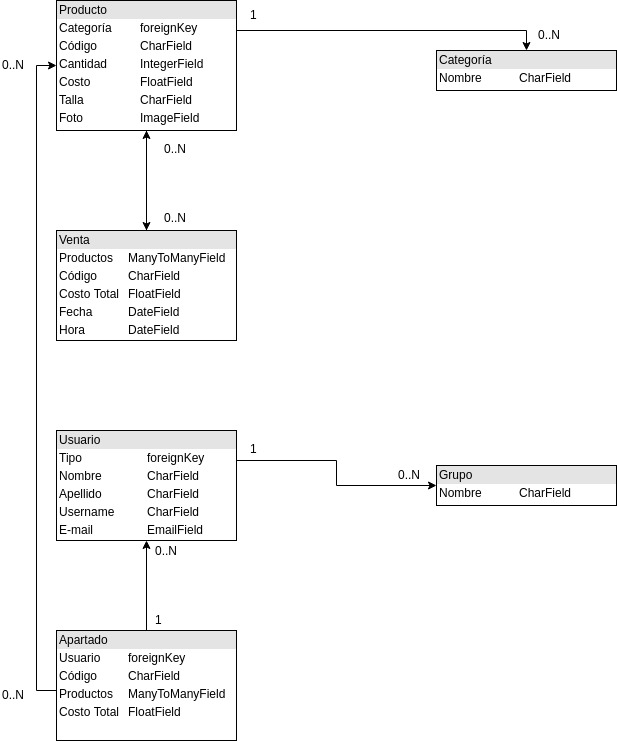 Producto
Categoría foreignKey
Código CharField
Cantidad IntegerField
Costo FloatField
Talla CharField
Foto ImageField
1
0..N
Categoría
Nombre CharField
0..N
0..N
0..N
Venta
Productos ManyToManyField
Código CharField
Costo Total FloatField
Fecha DateField
Hora DateField
Usuario
Tipo foreignKey
Nombre CharField
Apellido CharField
Username CharField
E-mail EmailField
1
0..N
Grupo
Nombre CharField
0..N
1
Apartado
Usuario foreignKey
Código CharField
Productos ManyToManyField
Costo Total FloatField
0..N